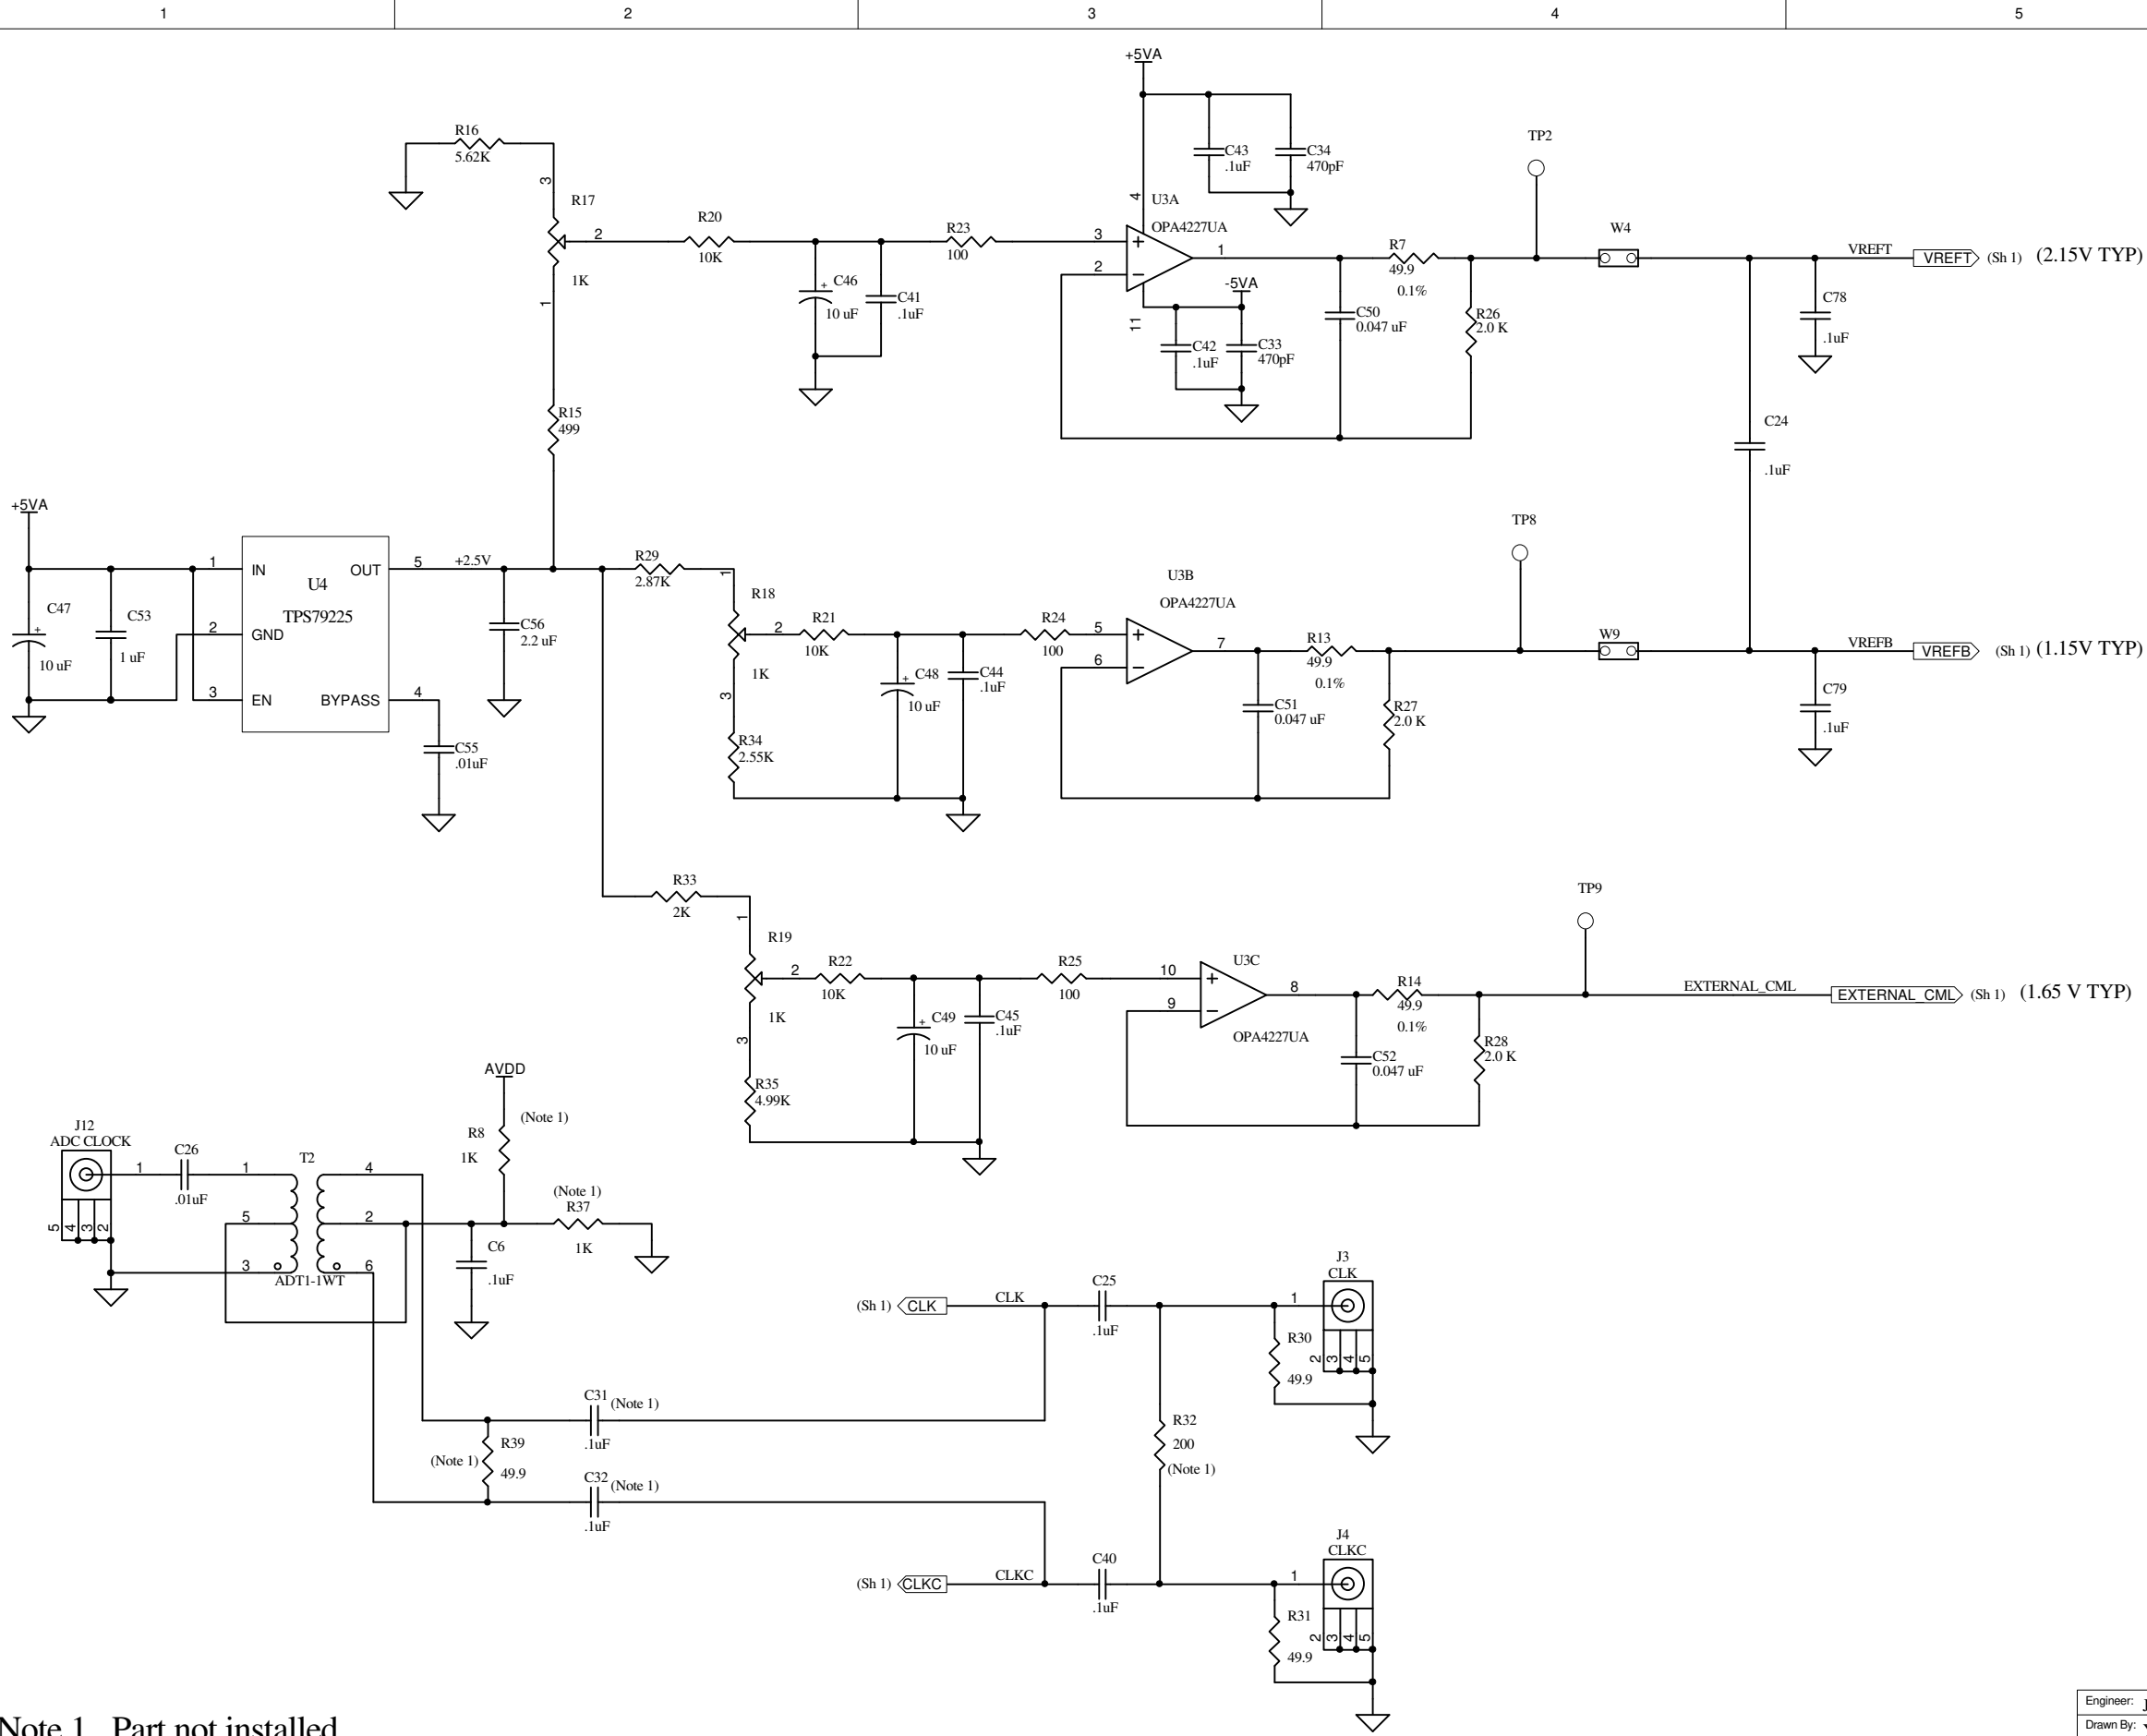 1 2 3 4 5
+5VA
R16
5.62K
3
R17
1K
2
1
R15
499
R20
10K
C46
+
10 uF
C41
.1uF
R23
100
C43
.1uF
C34
470pF
4
U3A
OPA4227UA
3
2
1
+
−
11
-5VA
C42
.1uF
C33
470pF
C50
0.047 uF
R7
49.9
0.1%
R26
2.0 K
TP2
W4
VREFT
VREFT (Sh 1) (2.15V TYP)
C78
.1uF
C24
.1uF
+5VA
C47
+
10 uF
C53
1 uF
1 IN
2 GND
3 EN
U4
TPS79225
OUT 5
BYPASS 4
+2.5V
C56
2.2 uF
C55
.01uF
R29
2.87K
1
R18
1K
2
3
R34
2.55K
R21
10K
C48
+
10 uF
C44
.1uF
R24
100
U3B
OPA4227UA
5
6
7
+
−
C51
0.047 uF
R13
49.9
0.1%
R27
2.0 K
TP8
W9
VREFB
VREFB (Sh 1) (1.15V TYP)
C79
.1uF
R33
2K
1
R19
1K
2
3
R35
4.99K
R22
10K
C49
+
10 uF
C45
.1uF
R25
100
10
9
8
+
−
U3C
OPA4227UA
C52
0.047 uF
R14
49.9
0.1%
R28
2.0 K
TP9
EXTERNAL_CML
EXTERNAL_CML (Sh 1) (1.65 V TYP)
AVDD
(Note 1)
R8
1K
J12
ADC CLOCK
1
5 4 3 2
C26
.01uF
T2
1
5
3
4
2
6
ADT1-1WT
(Note 1)
R37
1K
C6
.1uF
(Sh 1) CLK
CLK
C25
.1uF
J3
CLK
1
R30
49.9
2 3 4 5
C31 (Note 1)
.1uF
R39
(Note 1)
49.9
C32 (Note 1)
.1uF
R32
200
(Note 1)
(Sh 1) CLKC
CLKC
C40
.1uF
J4
CLKC
1
R31
49.9
2 3 4 5
Note 1. Part not installed
Engineer:
Drawn By: